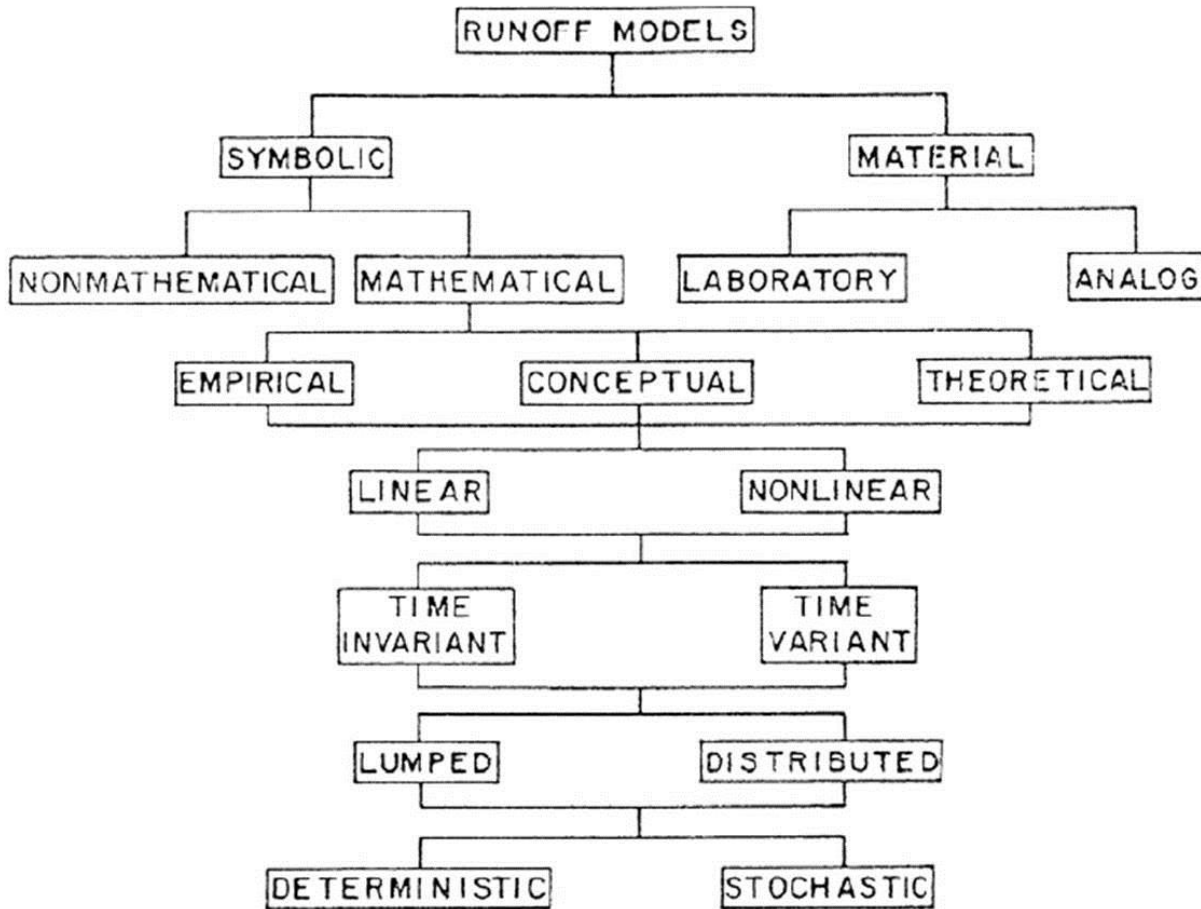 RUNOFF MODELS
SYMBOLIC
MATERIAL
NONMATHEMATICAL
MATHEMATICAL
LABORATORY
ANALOG
EMPIRICAL
CONCEPTUAL
THEORETICAL
LINEAR
NONLINEAR
TIME
INVARIANT
TIME
VARIANT
LUMPED
DISTRIBUTED
DETERMINISTIC
STOCHASTIC